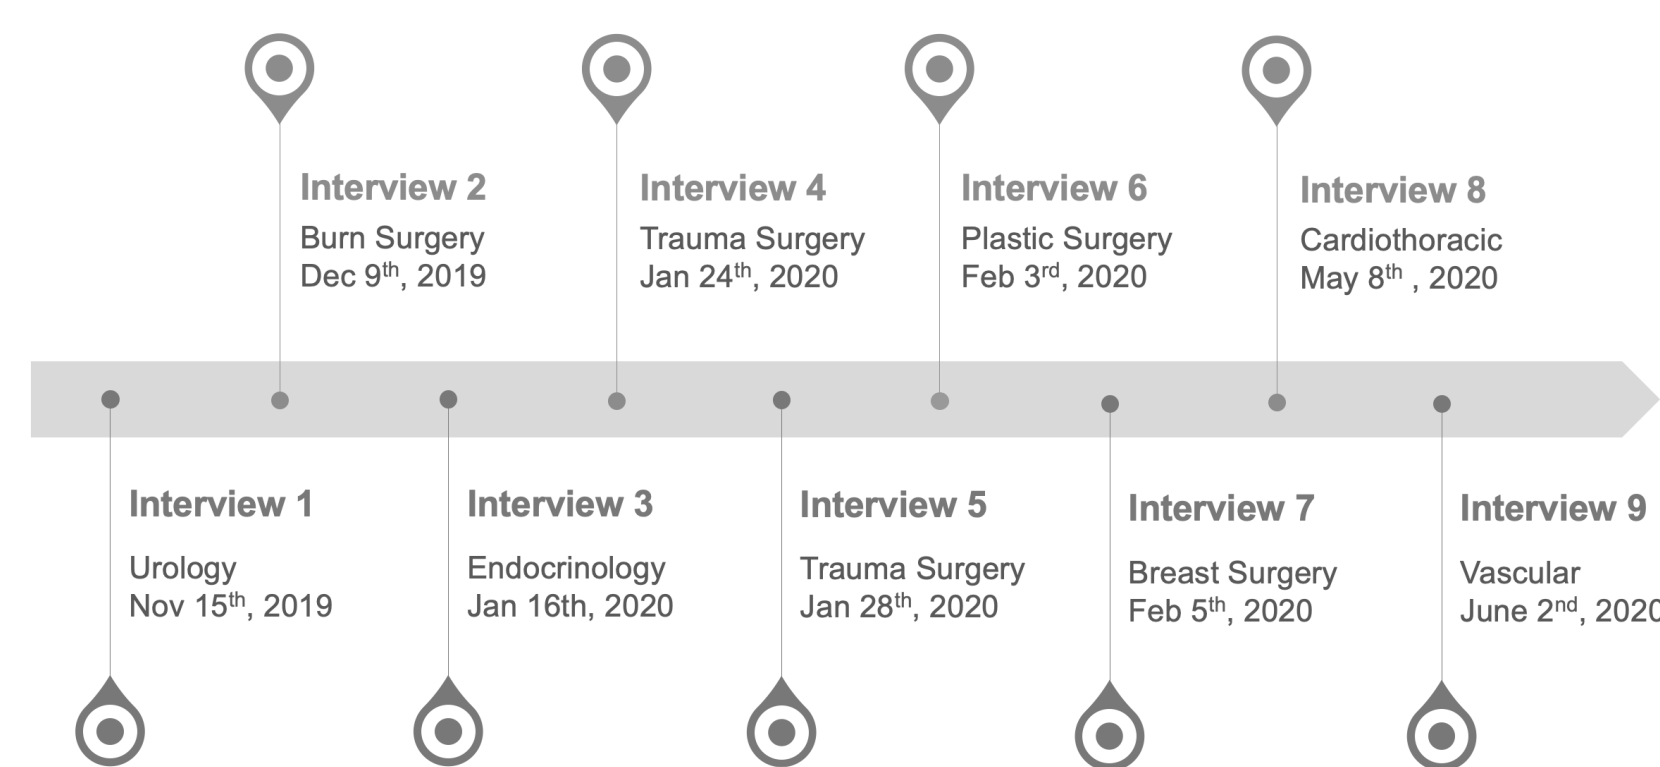 Interview 2
Burn Surgery
Dec 9th, 2019
Interview 4
Trauma Surgery
Jan 24th, 2020
Interview 6
Plastic Surgery
Feb 3rd, 2020
Interview 8
Cardiothoracic
May 8th , 2020
Interview 1
Urology
Nov 15th, 2019
Interview 3
Endocrinology
Jan 16th, 2020
Interview 5
Trauma Surgery
Jan 28th, 2020
Interview 7
Breast Surgery
Feb 5th, 2020
Interview 9
Vascular
June 2nd, 2020